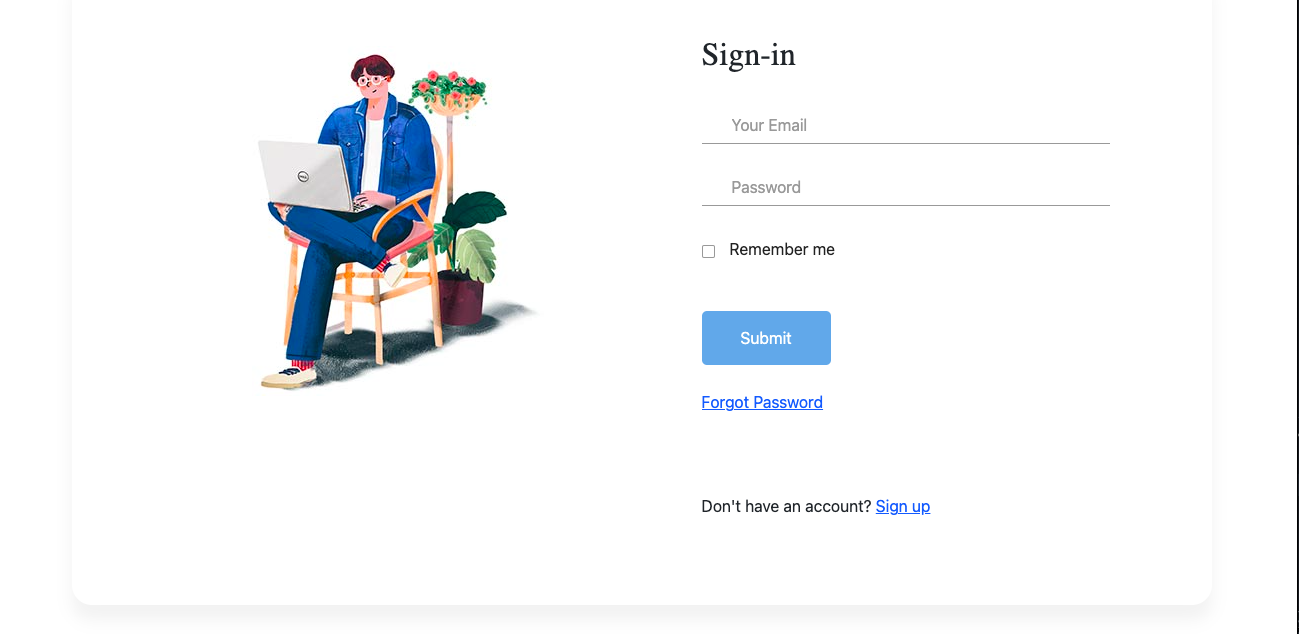 Sign-in
Your Email
Password
Remember me
Submit
Forgot Password
Don't have an account? Sign up